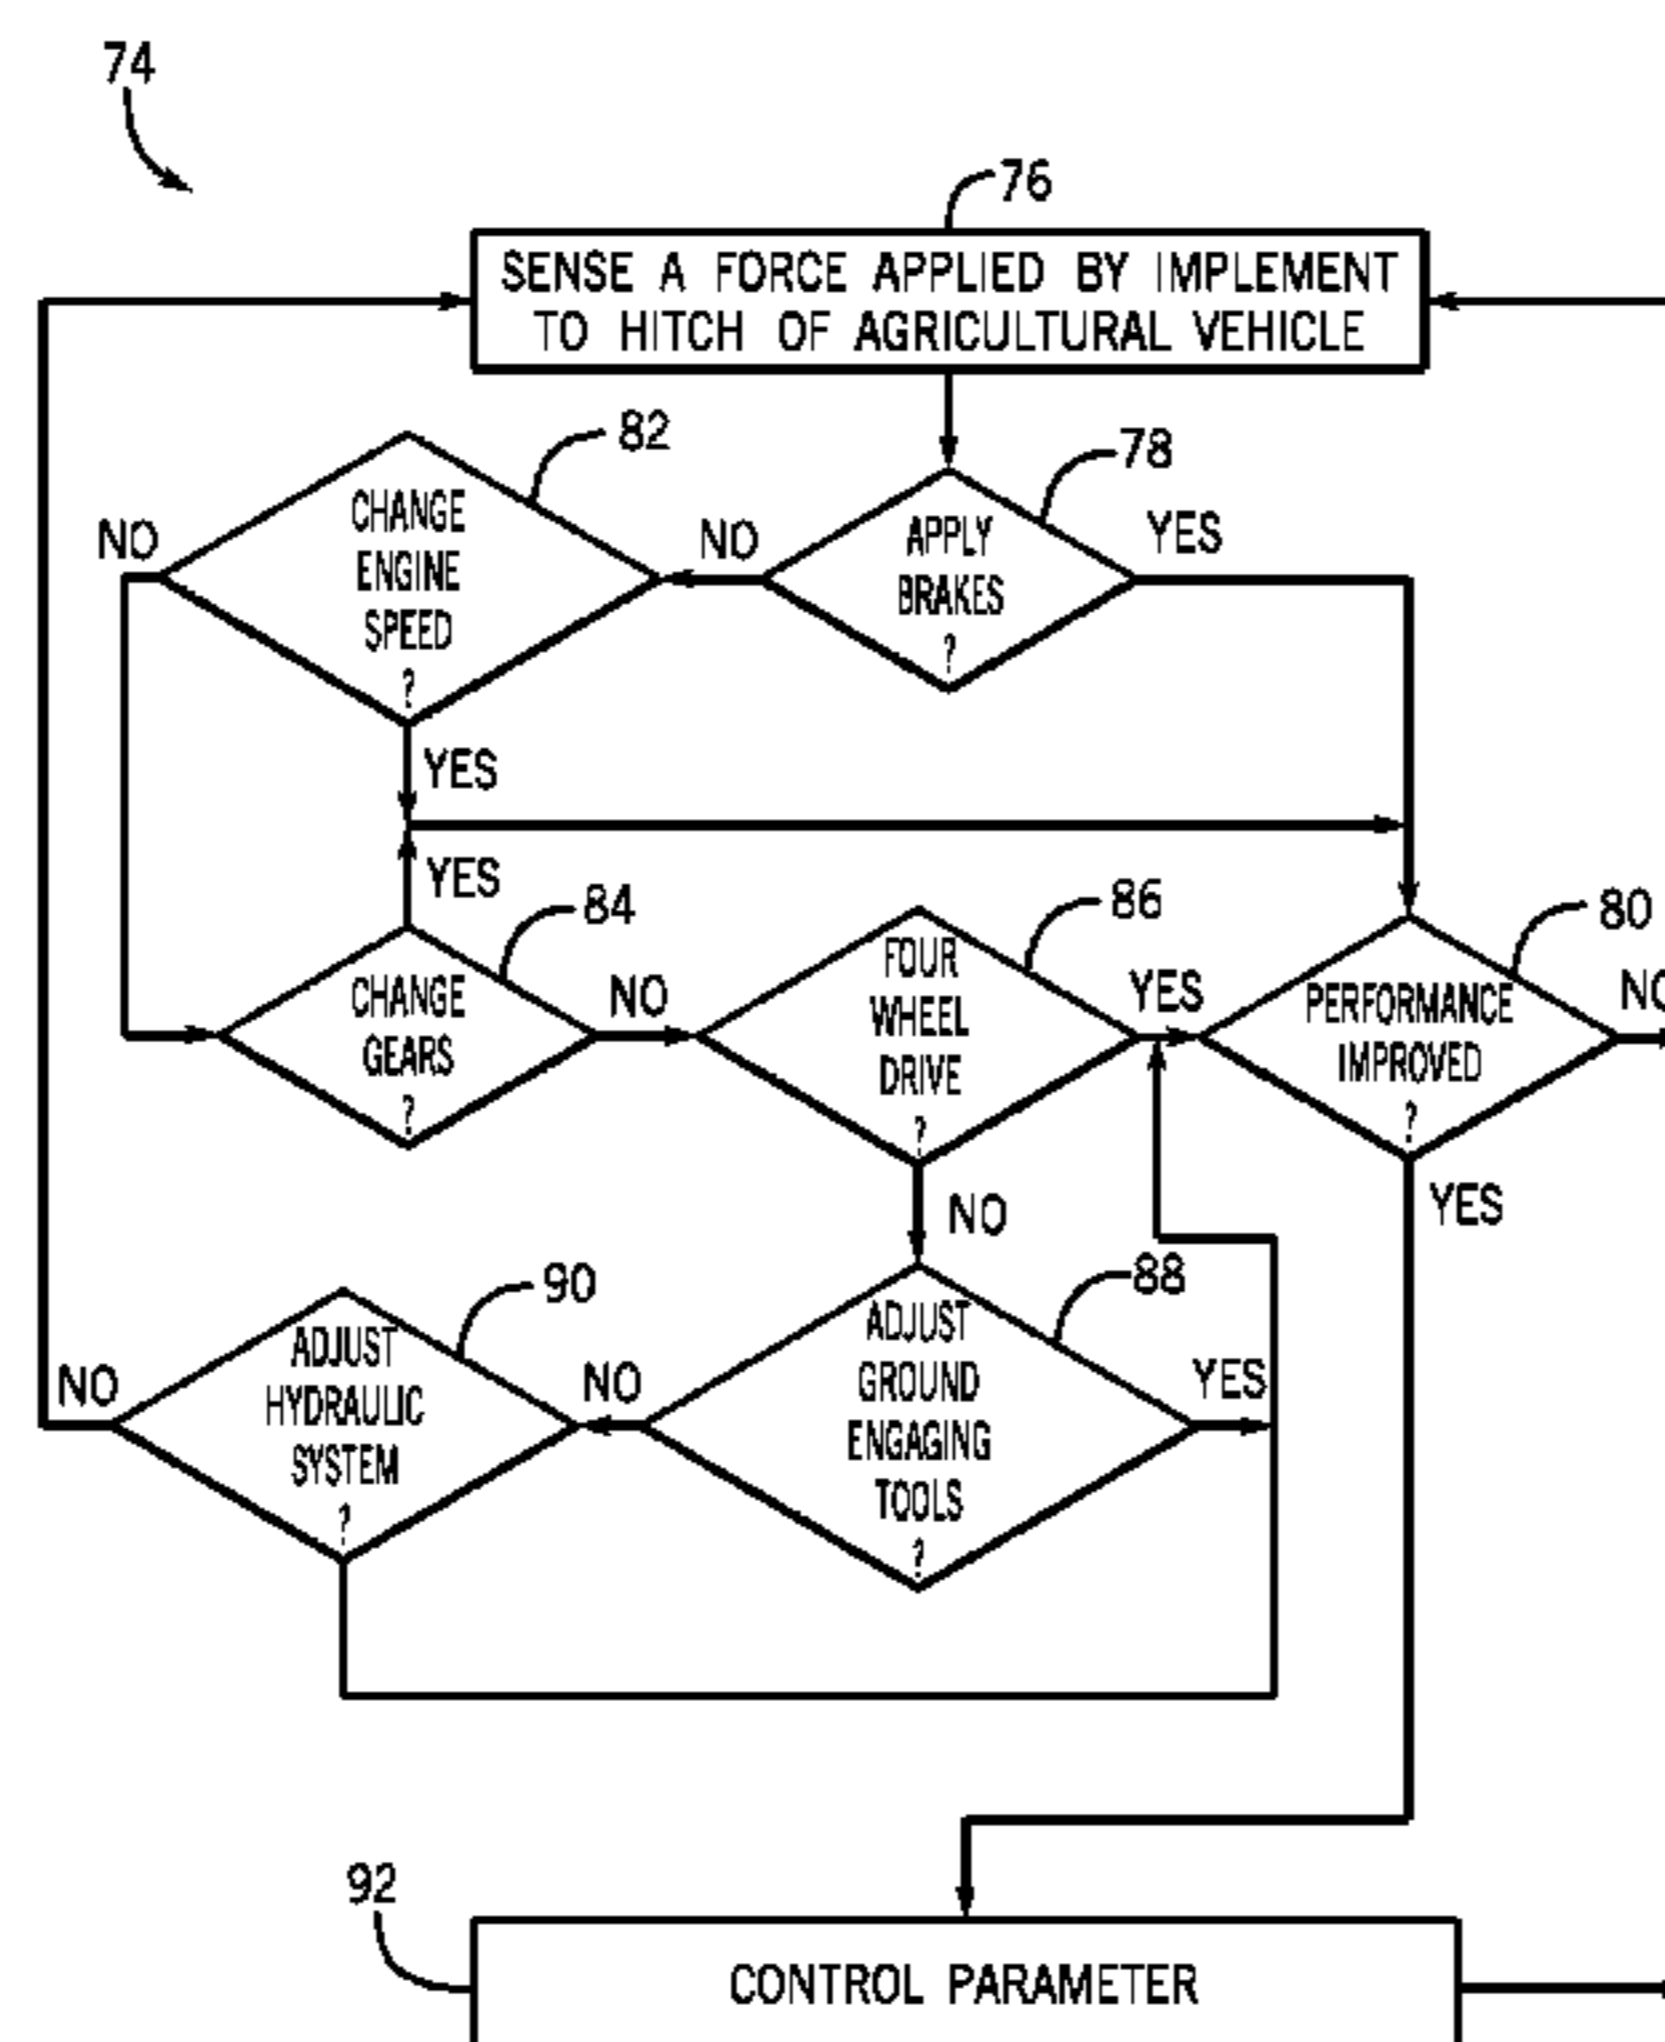 74
76
SENSE A FORCE APPLIED BY IMPLEMENT
TO HITCH OF AGRICULTURAL VEHICLE
82
78
NO
CHANGE
ENGINE
SPEED
?
NO
APPLY
BRAKES
?
YES
YES
YES
84
86
80
CHANGE
GEARS
?
NO
FOUR
WHEEL
DRIVE
?
YES
PERFORMANCE
IMPROVED
?
NO
NO
YES
90
88
NO
ADJUST
HYDRAULIC
SYSTEM
?
NO
ADJUST
GROUND
ENGAGING
TOOLS
?
YES
92
CONTROL PARAMETER